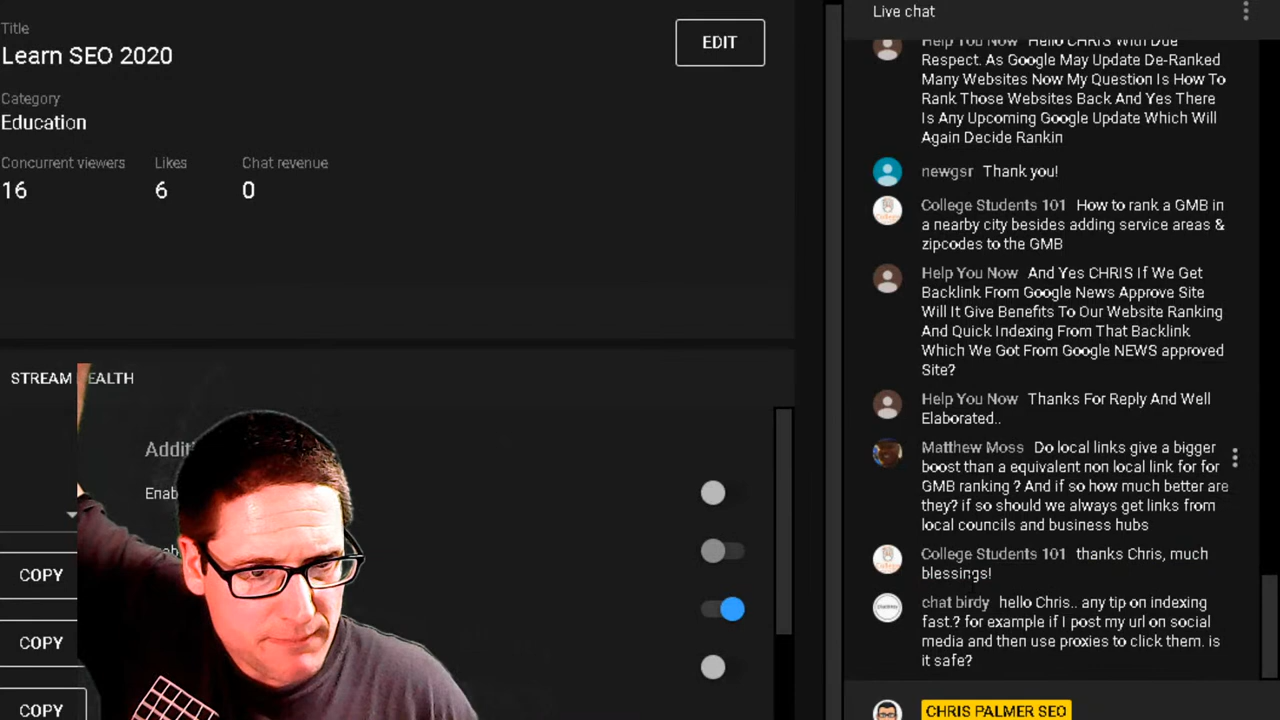 Title
Learn SEO 2020
EDIT
Category
Education
Concurrent viewers
Likes
Chat revenue
16
6
0
STREAM EALTH
Additi
Enab
COPY
COPY
COPY
Live chat
Help You Now Hello CHRIS With Due
Respect. As Google May Update De-Ranked
Many Websites Now My Question Is How To
Rank Those Websites Back And Yes There
Is Any Upcoming Google Update Which Will
Again Decide Rankin
newgsr Thank you!
College Students 101 How to rank a GMB in
a nearby city besides adding service areas &
zipcodes to the GMB
Help You Now And Yes CHRIS If We Get
Backlink From Google News Approve Site
Will It Give Benefits To Our Website Ranking
And Quick Indexing From That Backlink
Which We Got From Google NEWS approved
Site?
Help You Now Thanks For Reply And Well
Elaborated..
Matthew Moss Do local links give a bigger
boost than a equivalent non local link for for
GMB ranking ? And if so how much better are
they? if so should we always get links from
local councils and business hubs
College Students 101 thanks Chris, much
blessings!
chat birdy hello Chris.. any tip on indexing
fast.? for example if I post my url on social
media and then use proxies to click them. is
it safe?
CHRIS PALMER SEO